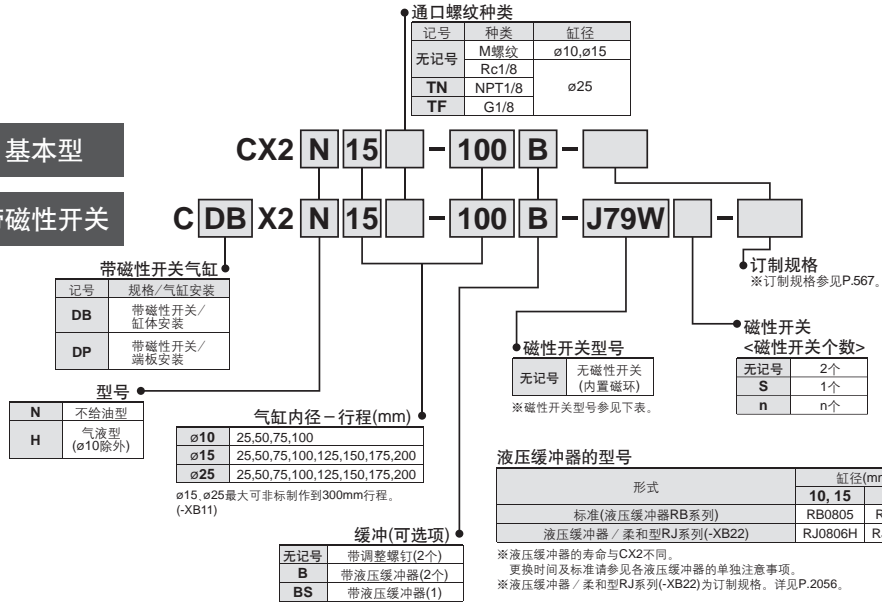 通口螺纹种类
记号 种类 缸径
无记号 M螺纹 ø10,ø15
Rc1/8 ø25
TN NPT1/8
TF G1/8
基本型
CX2 N 15 － 100 B －
磁性开关
C DB X2 N 15 － 100 B － J79W －
带磁性开关气缸
记号 规格／气缸安装
DB 带磁性开关／
缸体安装
DP 带磁性开关／
端板安装
型号
N 不给油型
H 气液型
(ø10除外)
气缸内径－行程(mm)
ø10 25,50,75,100
ø15 25,50,75,100,125,150,175,200
ø25 25,50,75,100,125,150,175,200
ø15、ø25最大可非标制作到300mm行程。
(-XB11)
缓冲(可选项)
无记号 带调整螺钉(2个)
B 带液压缓冲器(2个)
BS 带液压缓冲器(1)
磁性开关型号
无记号 无磁性开关
(内置磁环)
※磁性开关型号参见下表。
订制规格
※订制规格参见P.567。
磁性开关
<磁性开关个数>
无记号 2个
S 1个
n n个
液压缓冲器的型号
形式 缸径(mm
10, 15
标准(液压缓冲器RB系列) RB0805 R
液压缓冲器／柔和型RJ系列(-XB22) RJ0806H R
※液压缓冲器的寿命与CX2不同。
更换时间及标准请参见各液压缓冲器的单独注意事项。
※液压缓冲器／柔和型RJ系列(-XB22)为订制规格。详见P.2056。